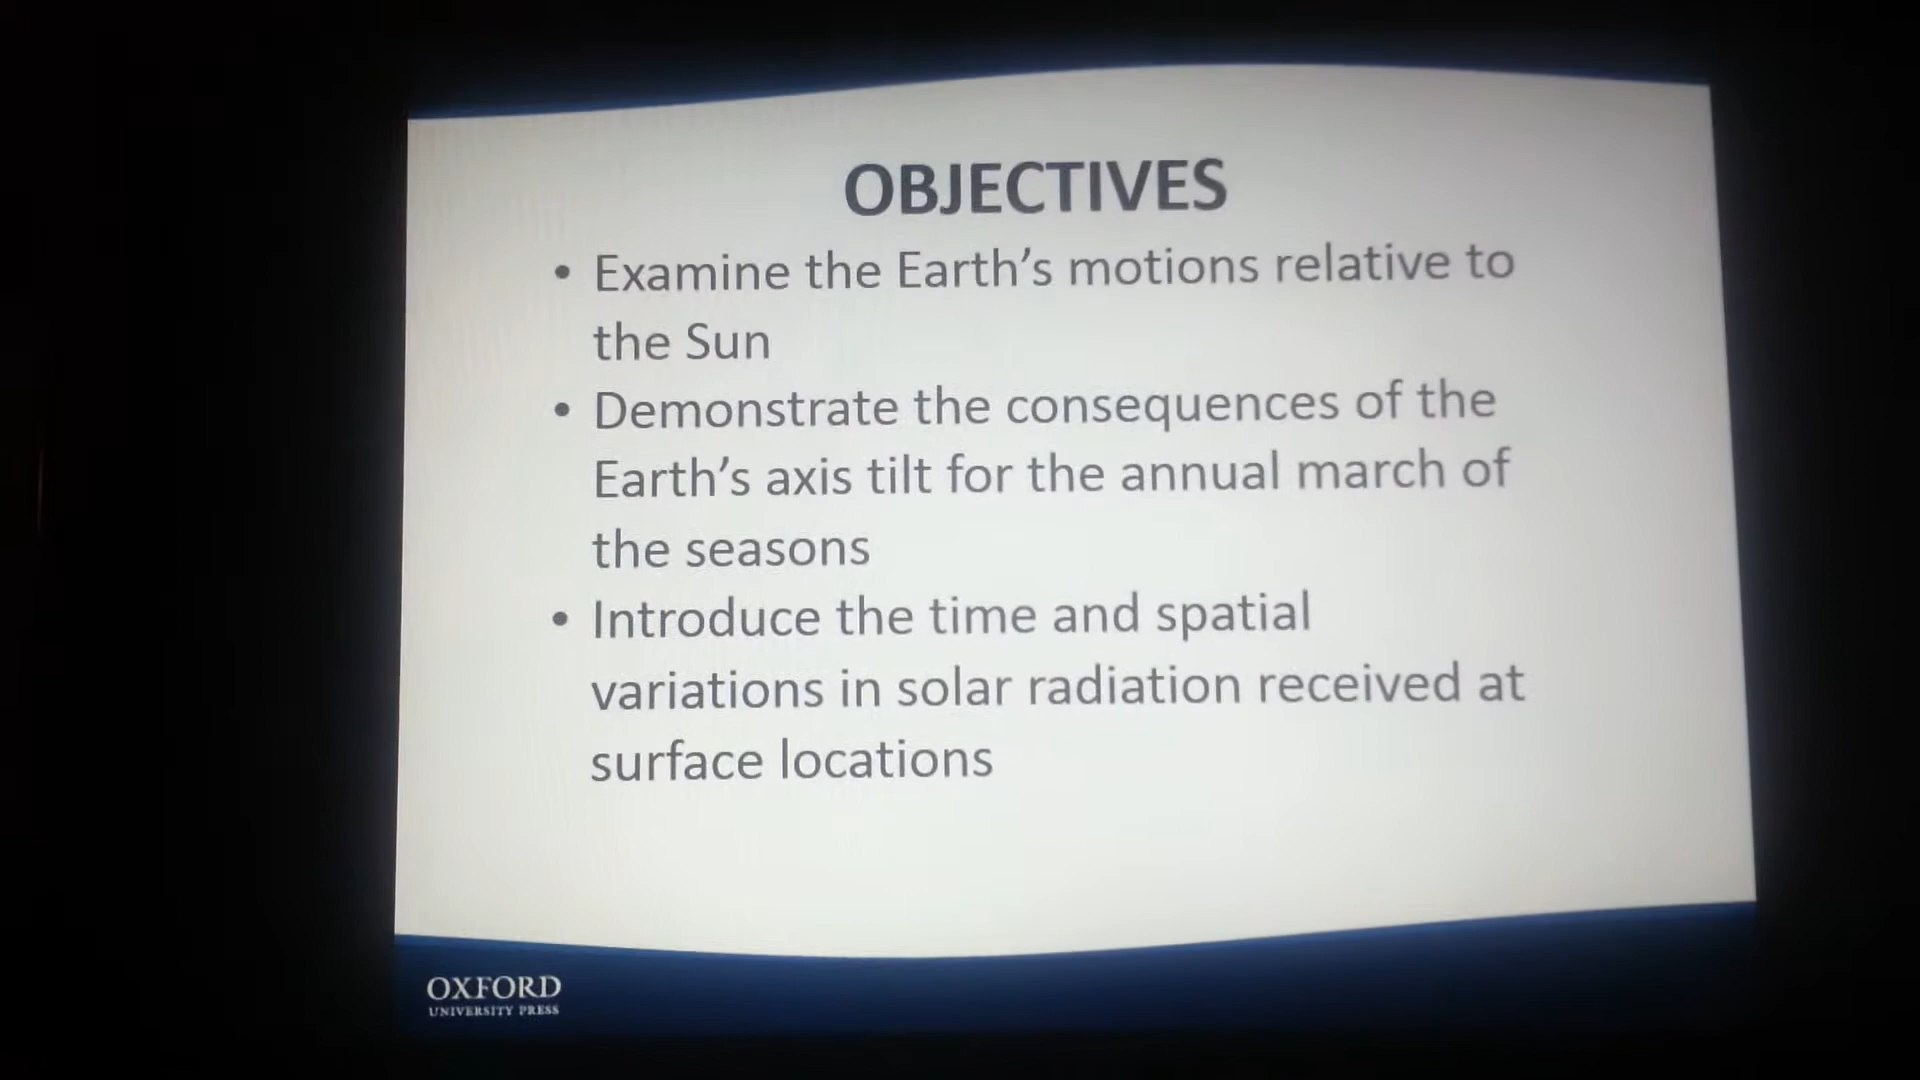 OBJECTIVES
• Examine the Earth’s motions relative to
the Sun
• Demonstrate the consequences of the
Earth’s axis tilt for the annual march of
the seasons
• Introduce the time and spatial
variations in solar radiation received at
surface locations
OXFORD
UNIVERSITY PRESS